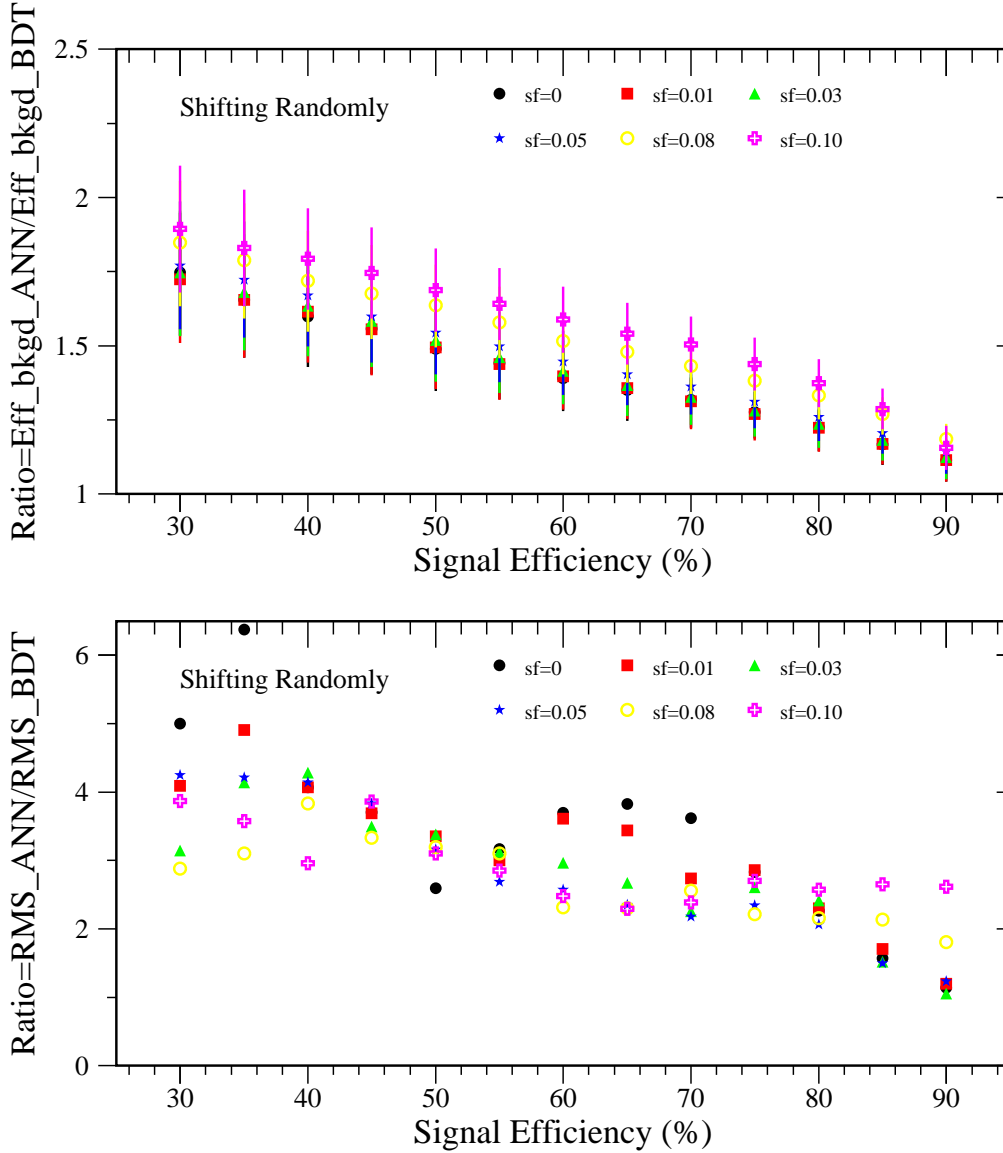 Ratio=Eff_bkgd_ANN/Eff_bkgd_BDT
2.5
2
1.5
1
Shifting Randomly
sf=0 sf=0.01 sf=0.03
sf=0.05 sf=0.08 sf=0.10
30 40 50 60 70 80 90
Signal Efficiency (%)
Ratio=RMS_ANN/RMS_BDT
6
4
2
0
Shifting Randomly
sf=0 sf=0.01 sf=0.03
sf=0.05 sf=0.08 sf=0.10
30 40 50 60 70 80 90
Signal Efficiency (%)